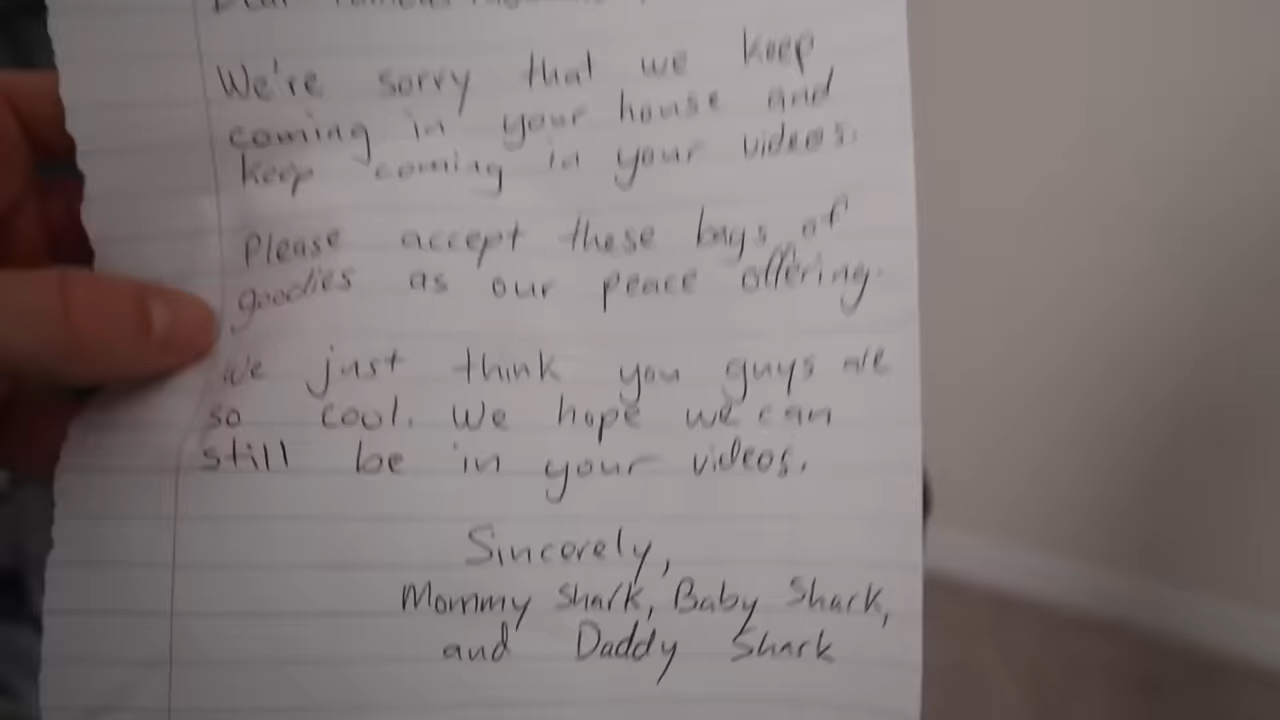 Dear
We're sorry that we keep
coming in your house and
keep coming in your videos.
Please accept these bags of
goodies as our peace offering.
We just think you guys are
so cool. We hope we can
still be in your videos.
Sincerely,
Mommy Shark, Baby Shark,
and Daddy Shark